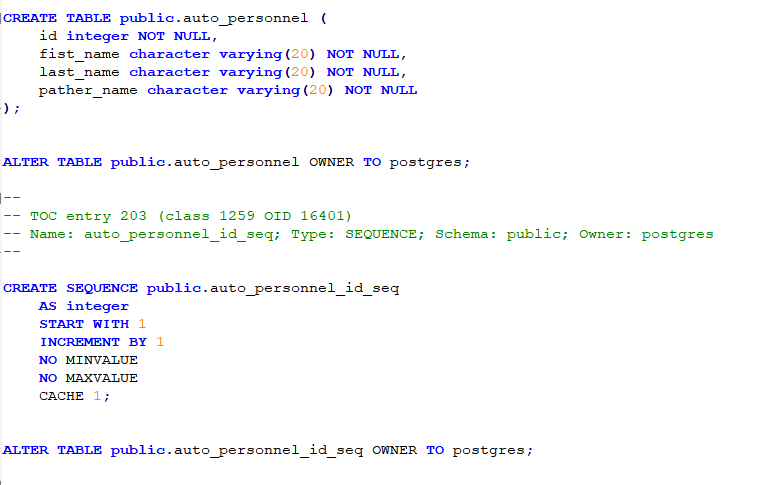 CREATE TABLE public.auto_personnel (
    id integer NOT NULL,
    fist_name character varying(20) NOT NULL,
    last_name character varying(20) NOT NULL,
    pather_name character varying(20) NOT NULL
);
ALTER TABLE public.auto_personnel OWNER TO postgres;
--
-- TOC entry 203 (class 1259 OID 16401)
-- Name: auto_personnel_id_seq; Type: SEQUENCE; Schema: public; Owner: postgres
--
CREATE SEQUENCE public.auto_personnel_id_seq
    AS integer
    START WITH 1
    INCREMENT BY 1
    NO MINVALUE
    NO MAXVALUE
    CACHE 1;
ALTER TABLE public.auto_personnel_id_seq OWNER TO postgres;